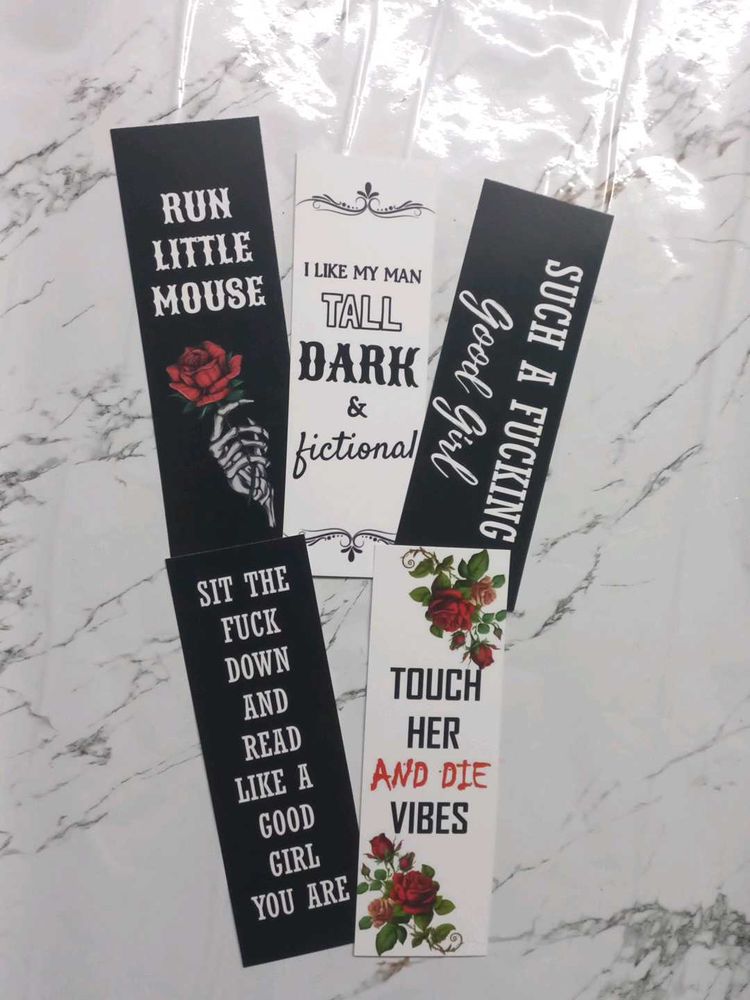 RUN
LITTLE
MOUSE
I LIKE MY MAN
TALL
DARK
&
fictional
SUCH A FUCKING
Good Girl
SIT THE
FUCK
DOWN
AND
READ
LIKE A
GOOD
GIRL
YOU ARE
TOUCH
HER
AND DIE
VIBES